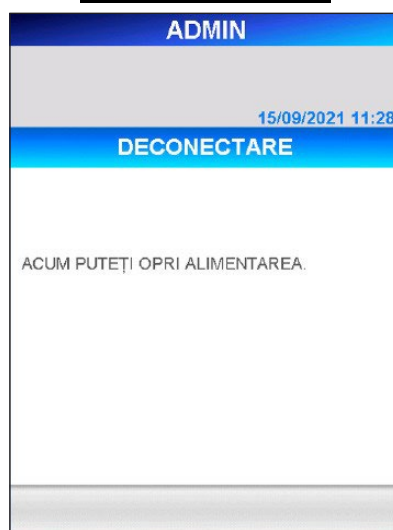 ADMIN
15/09/2021 11:28
DECONECTARE
ACUM PUTEȚI OPRI ALIMENTAREA.